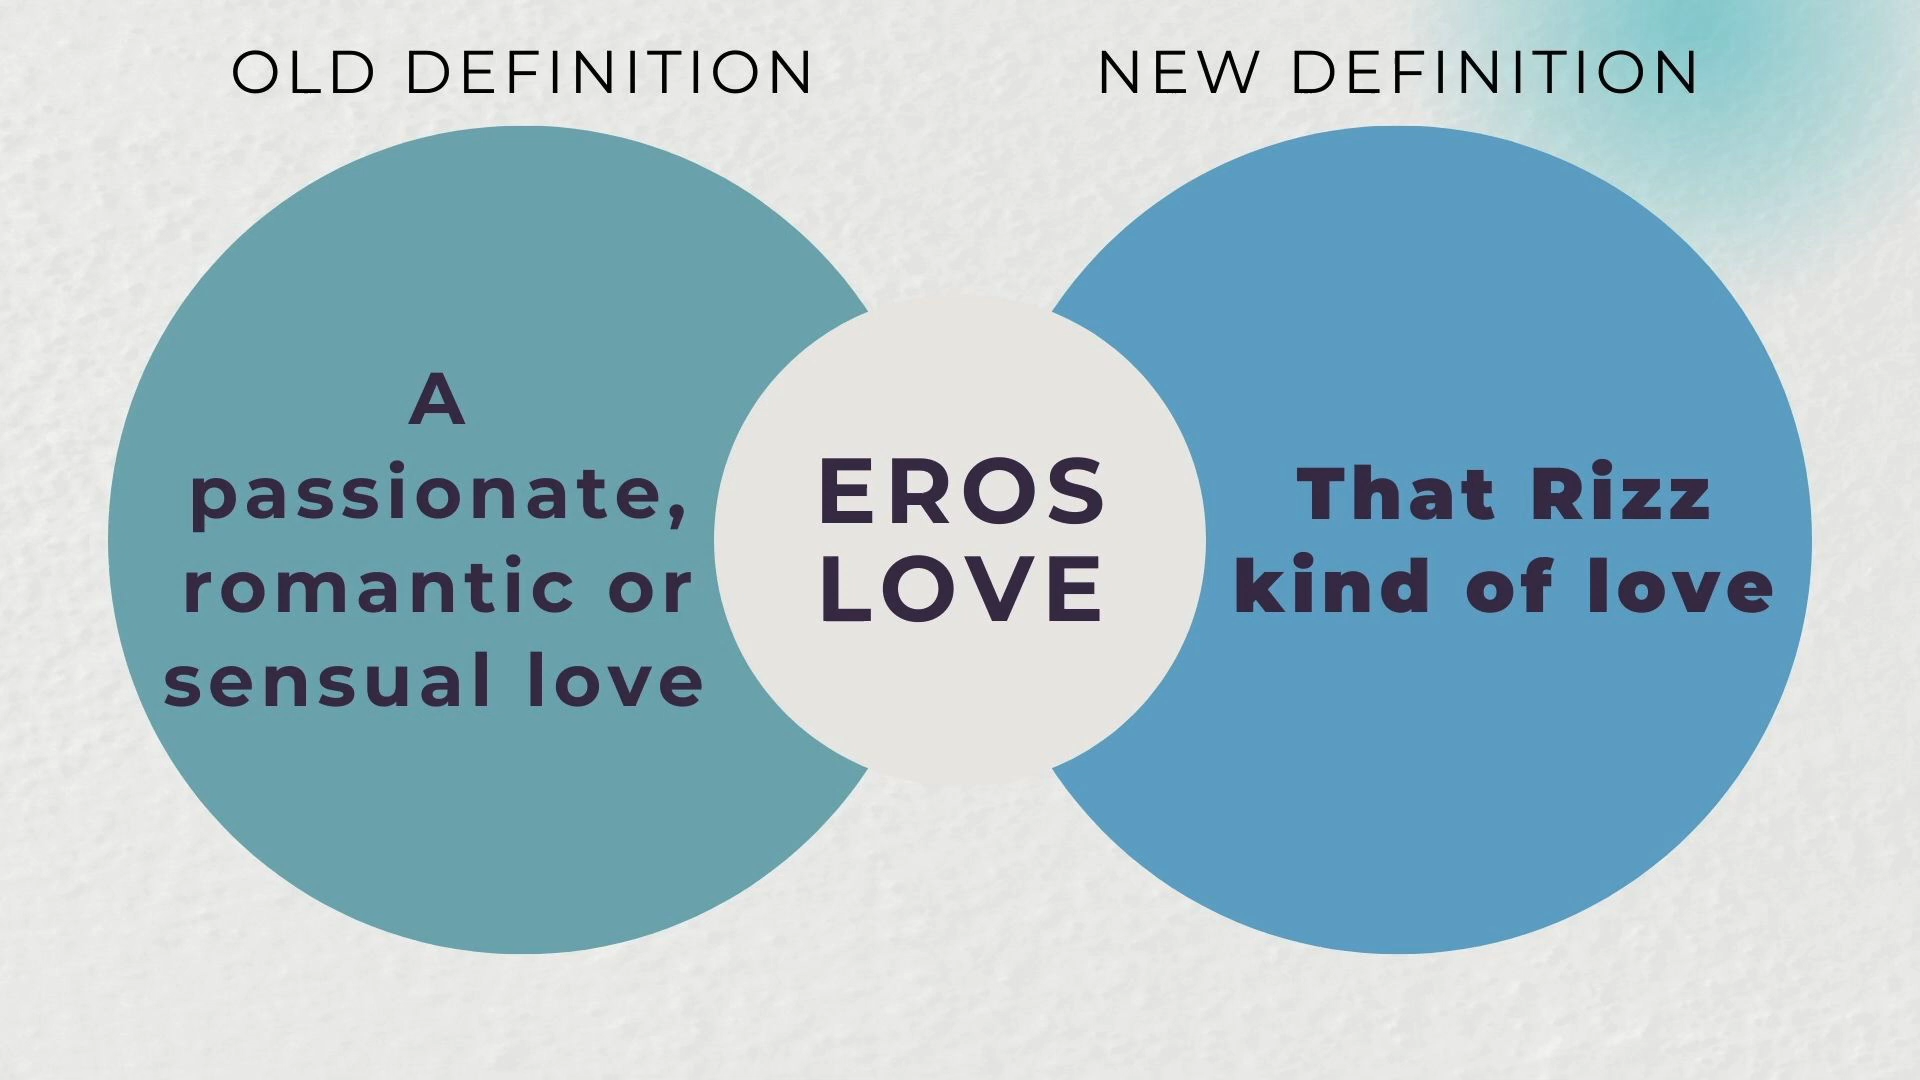 OLD DEFINITION
NEW DEFINITION
A
passionate,
romantic or
sensual love
EROS
LOVE
That Rizz
kind of love